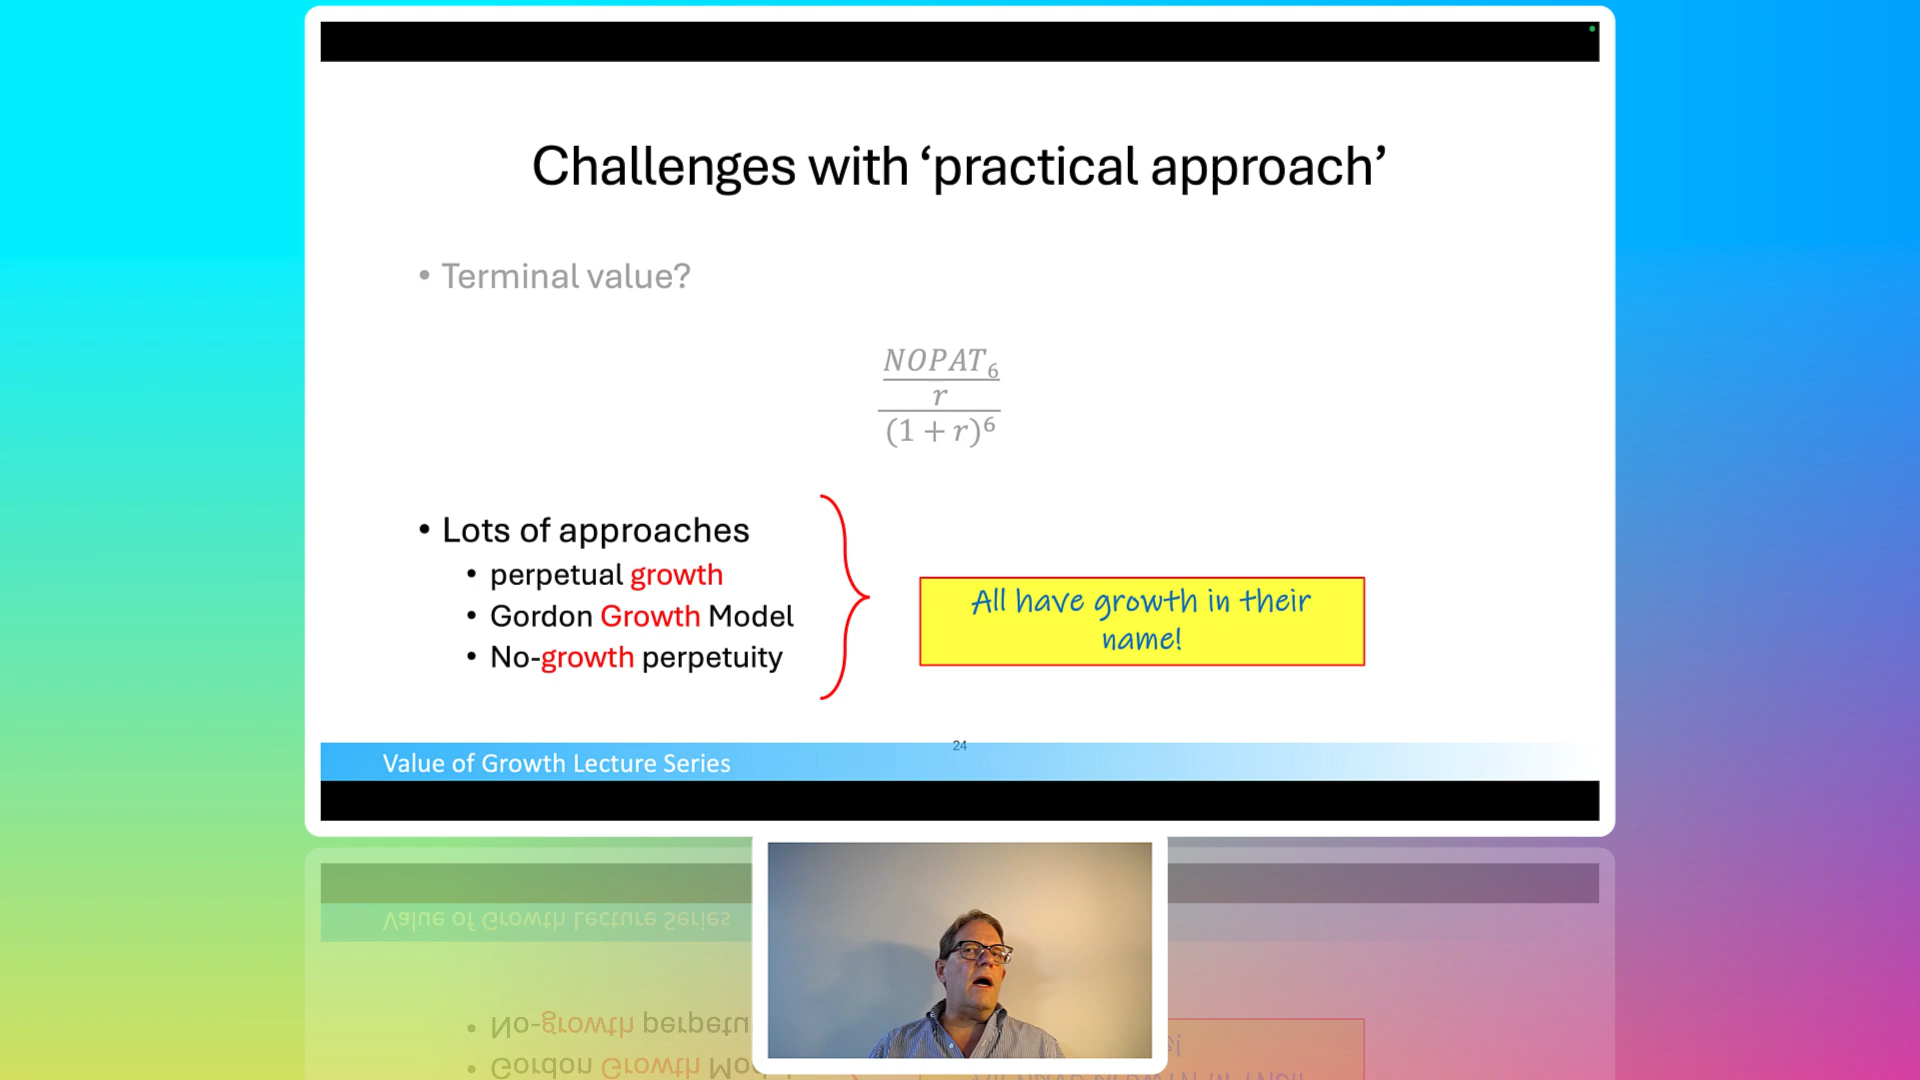 Challenges with ‘practical approach’
• Terminal value?
NOPAT₆
r
(1 + r)⁶
• Lots of approaches
• perpetual growth
• Gordon Growth Model
• No-growth perpetuity
All have growth in their
name!
24
Value of Growth Lecture Series